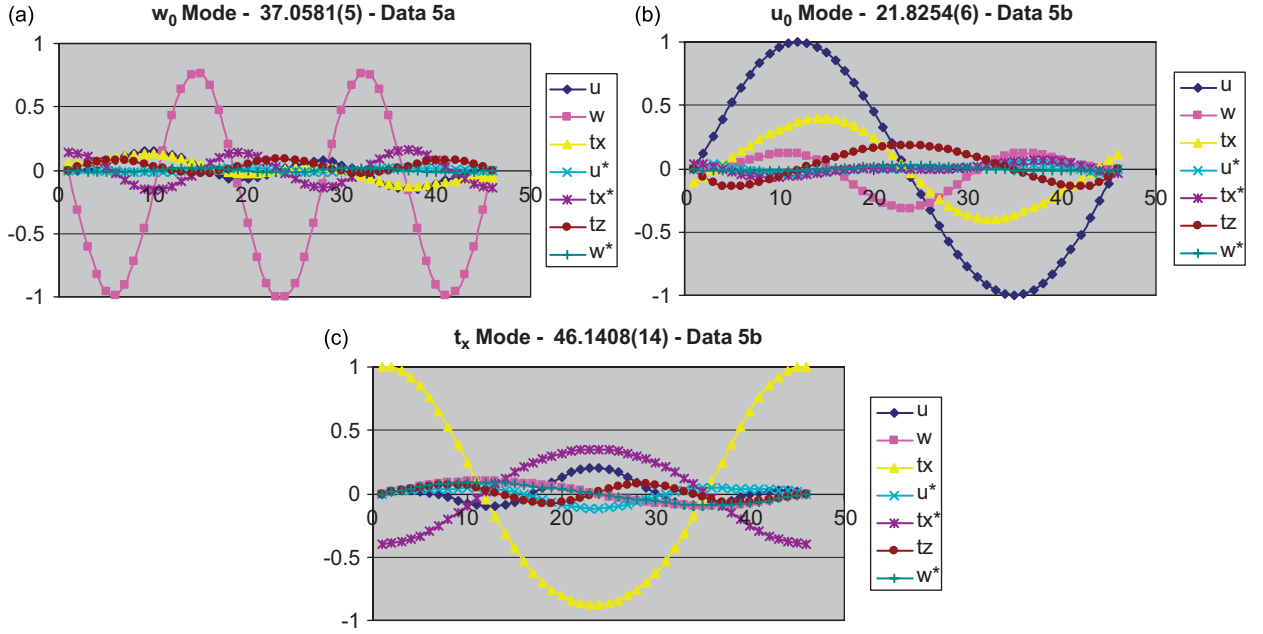 (a)
w0 Mode - 37.0581(5) - Data 5a
1
0.5
0
-0.5
-1
0
10
20
30
40
50
u
w
tx
u*
tx*
tz
w*
(b)
u0 Mode - 21.8254(6) - Data 5b
1
0.5
0
-0.5
-1
0
10
20
30
40
50
u
w
tx
u*
tx*
tz
w*
(c)
tx Mode - 46.1408(14) - Data 5b
1
0.5
0
-0.5
-1
0
10
20
30
40
50
u
w
tx
u*
tx*
tz
w*